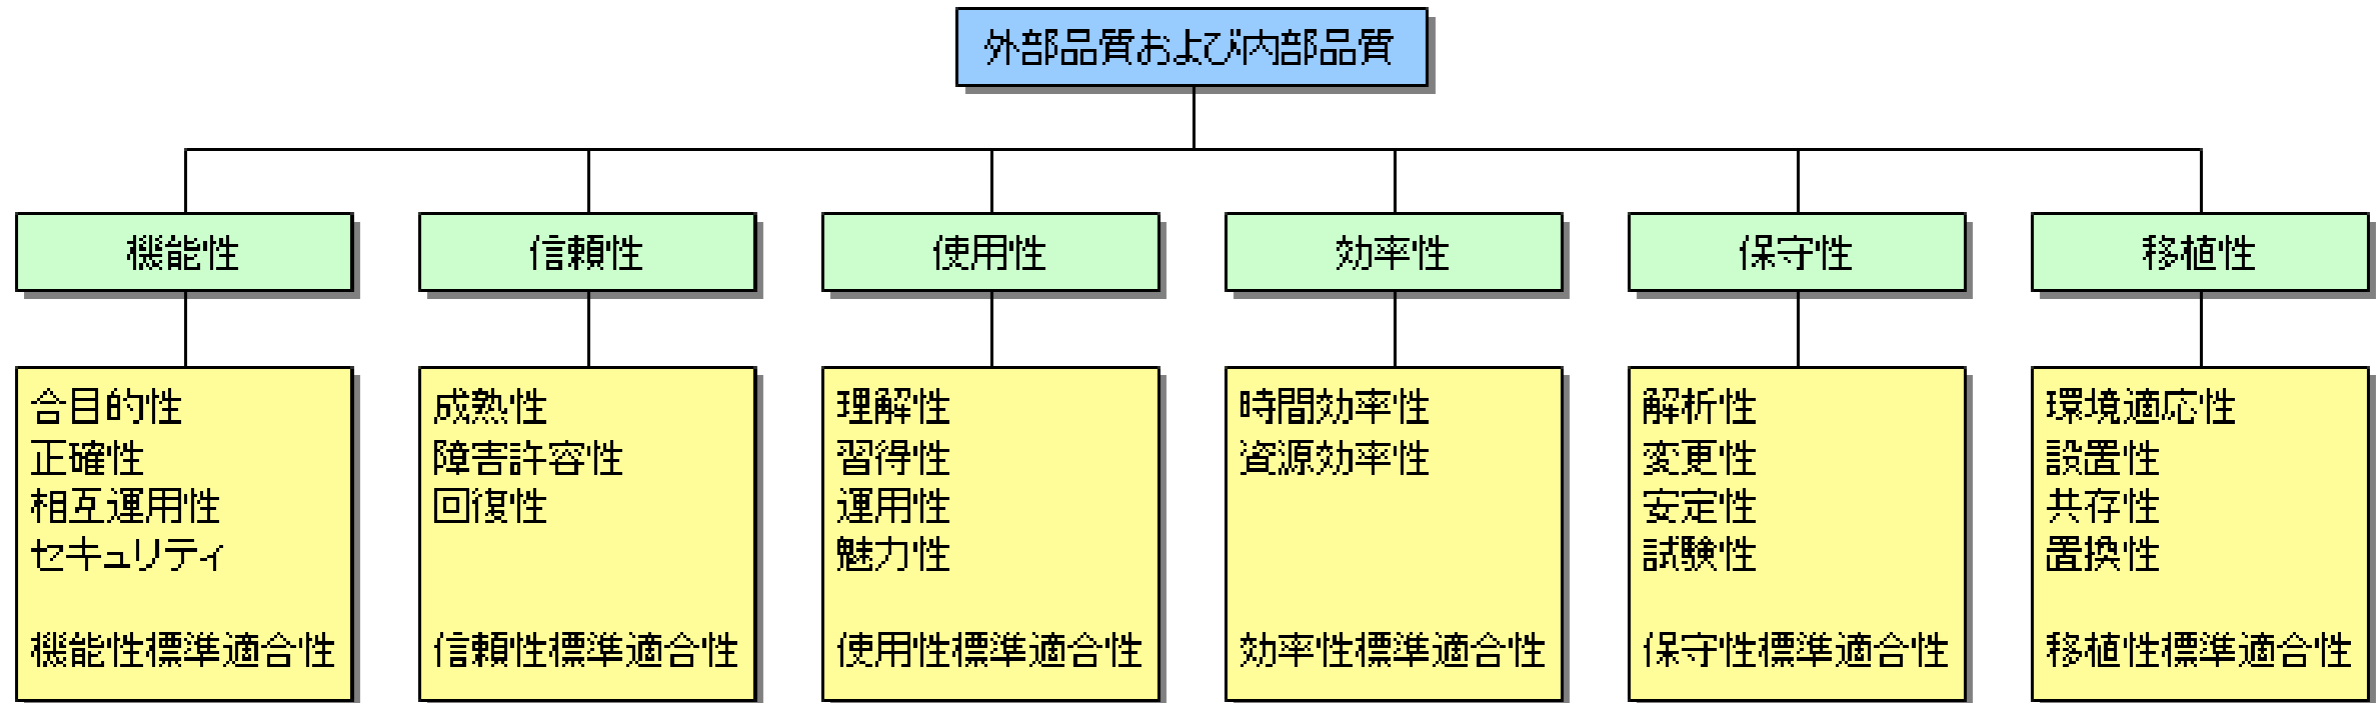 外部品質および内部品質
機能性
信頼性
使用性
効率性
保守性
移植性
合目的性
正確性
相互運用性
セキュリティ
機能性標準適合性
成熟性
障害許容性
回復性
信頼性標準適合性
理解性
習得性
運用性
魅力性
使用性標準適合性
時間効率性
資源効率性
効率性標準適合性
解析性
変更性
安定性
試験性
保守性標準適合性
環境適応性
設置性
共存性
置換性
移植性標準適合性